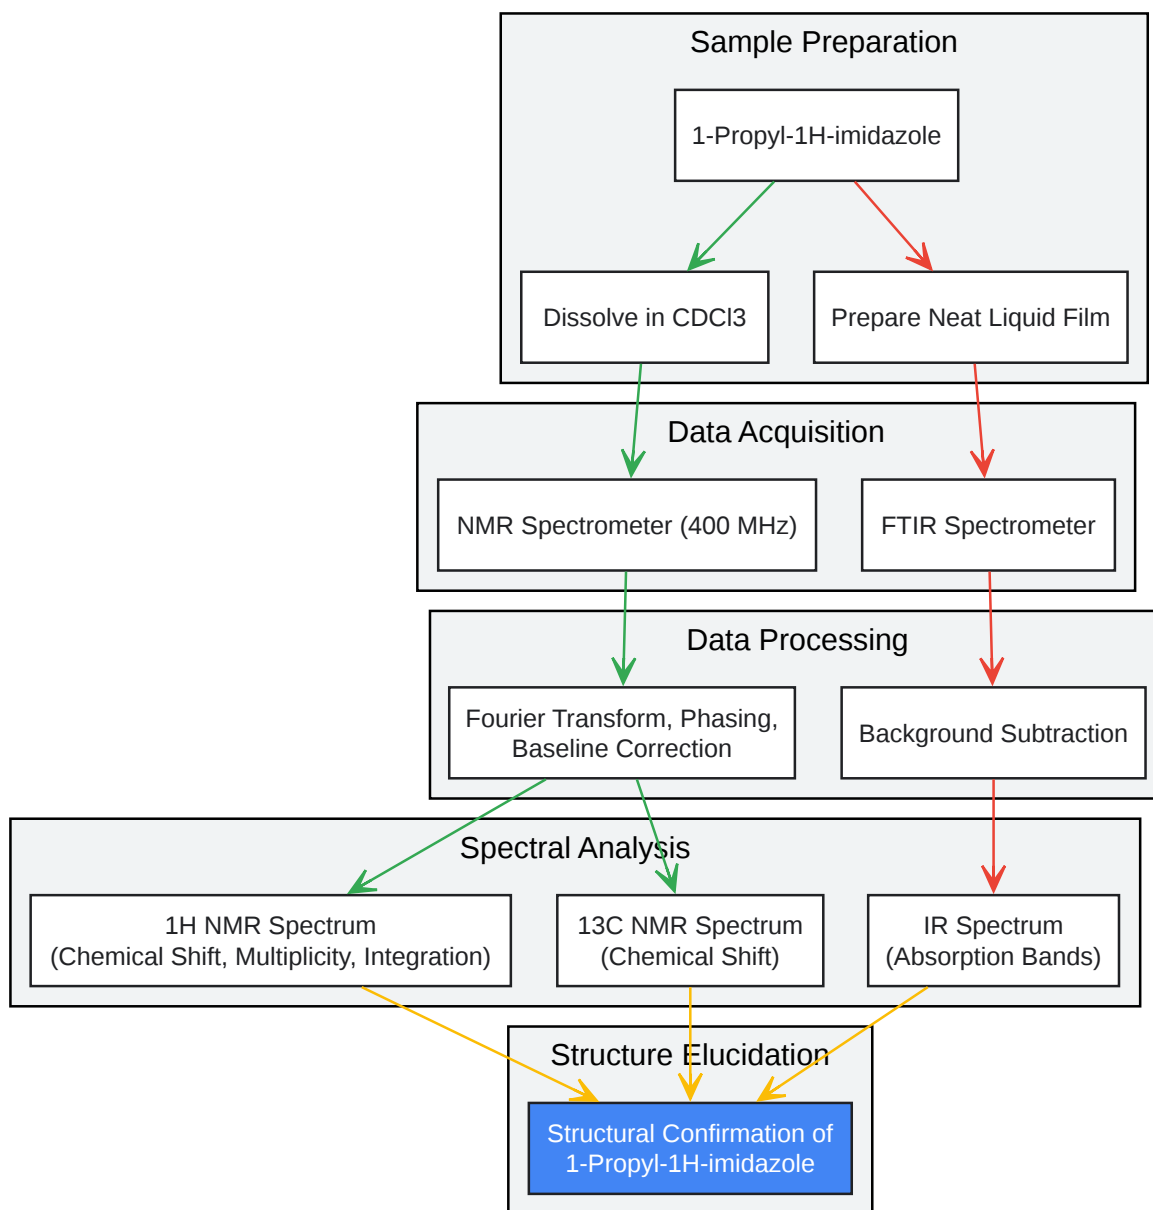 Sample Preparation
1-Propyl-1H-imidazole
Dissolve in CDCl3
Prepare Neat Liquid Film
Data Acquisition
NMR Spectrometer (400 MHz)
FTIR Spectrometer
Data Processing
Fourier Transform, Phasing,
Baseline Correction
Background Subtraction
Spectral Analysis
1H NMR Spectrum
(Chemical Shift, Multiplicity, Integration)
13C NMR Spectrum
(Chemical Shift)
IR Spectrum
(Absorption Bands)
Structure Elucidation
Structural Confirmation of
1-Propyl-1H-imidazole